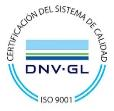 CERTIFICACIÓN DEL SISTEMA DE CALIDAD
DNV·GL
ISO 9001